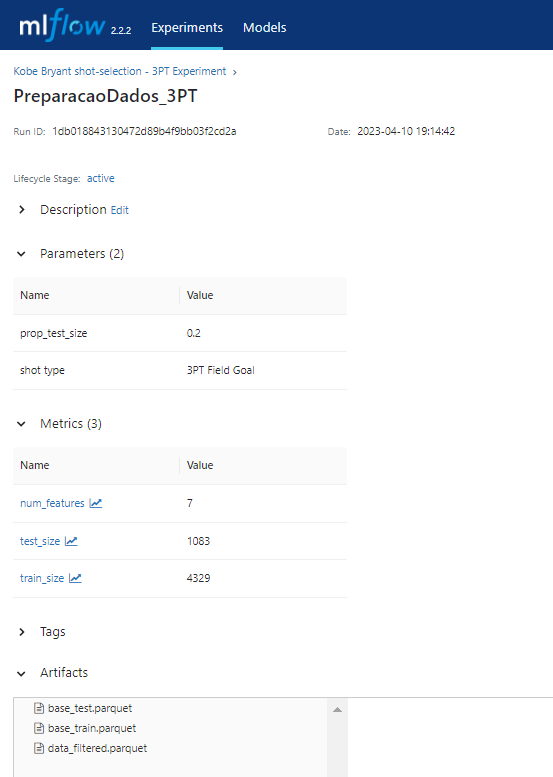 mlflow 2.2.2 Experiments Models
Kobe Bryant shot-selection - 3PT Experiment ›
PreparacaoDados_3PT
Run ID: 1db018843130472d89b4f9bb03f2cd2a Date: 2023-04-10 19:14:42
Lifecycle Stage: active
Description Edit
Parameters (2)
Name Value
prop_test_size 0.2
shot type 3PT Field Goal
Metrics (3)
Name Value
num_features 7
test_size 1083
train_size 4329
Tags
Artifacts
base_test.parquet
base_train.parquet
data_filtered.parquet